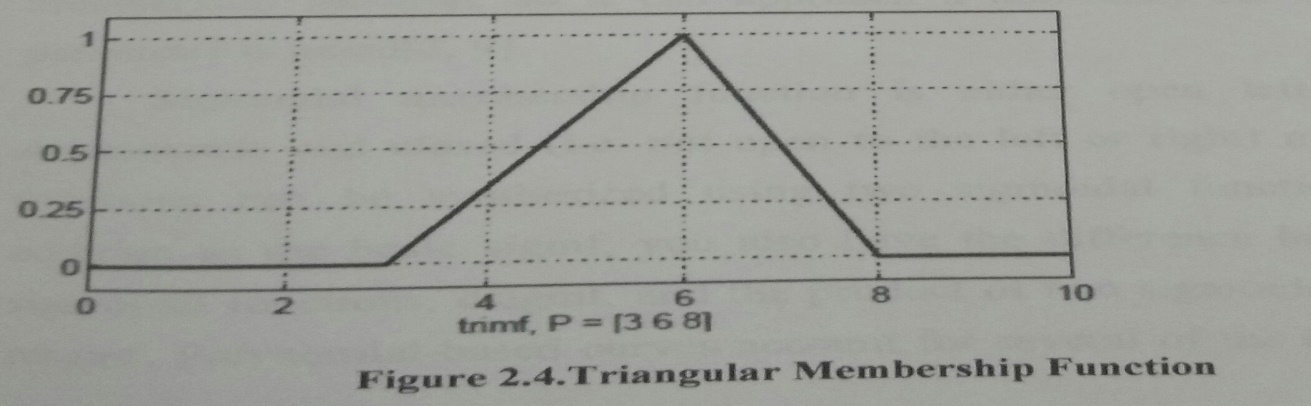 1
0.75
0.5
0.25
0
0 2 4 6 8 10
trimf, P = [3 6 8]
Figure 2.4.Triangular Membership Function